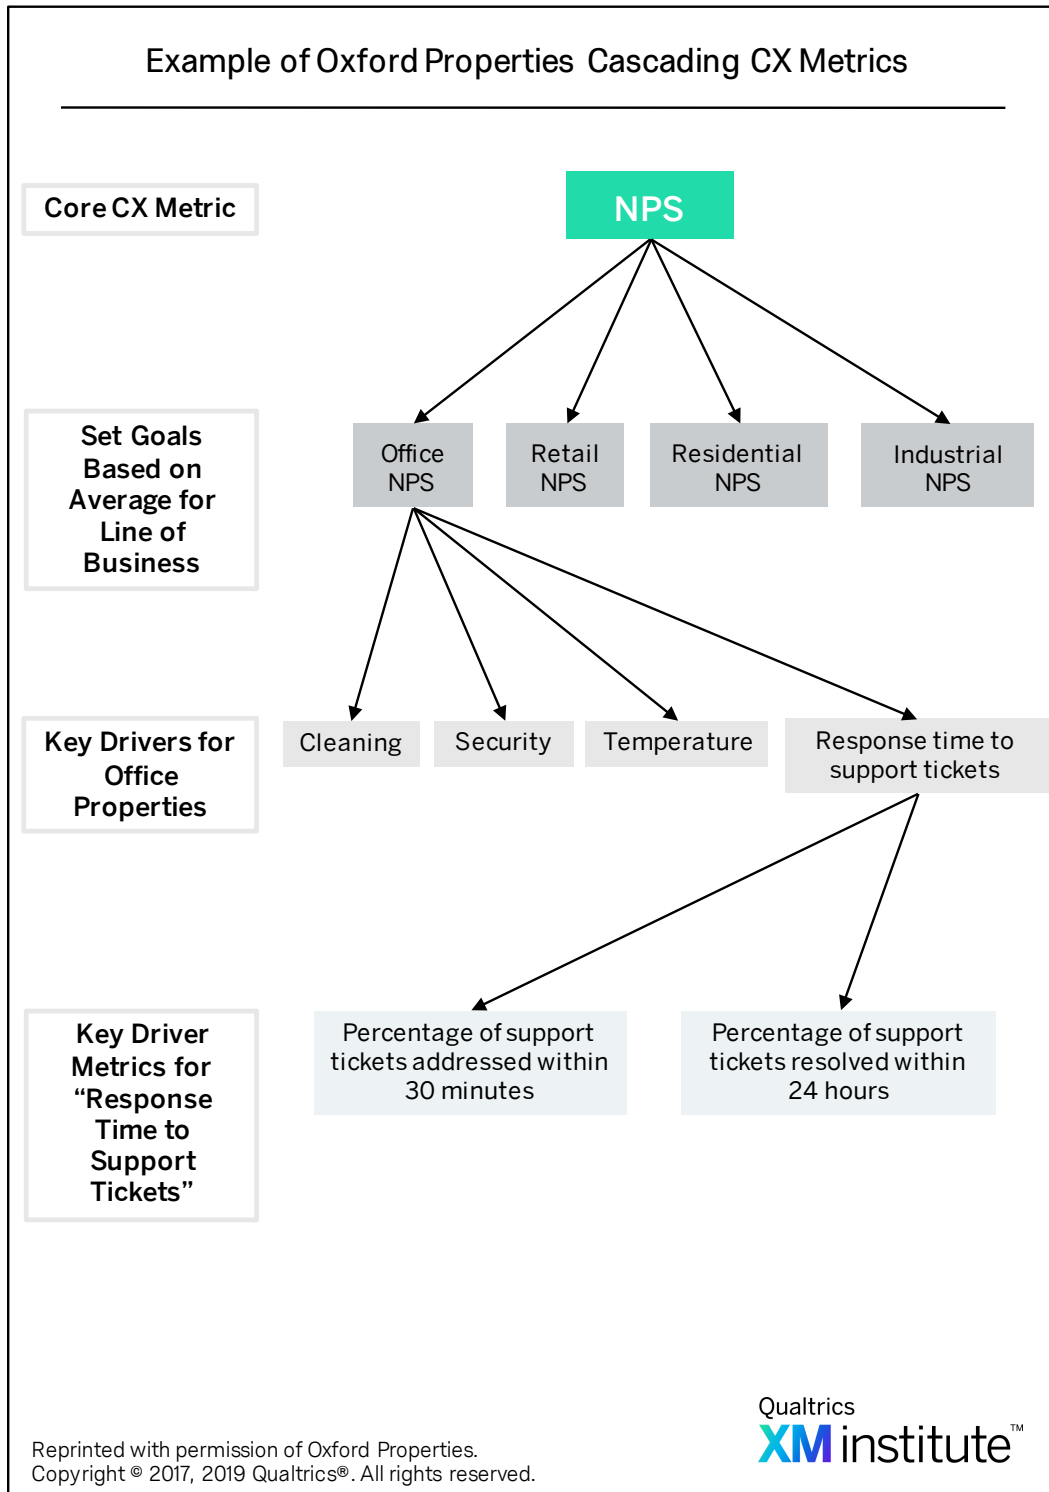 Example of Oxford Properties Cascading CX Metrics
Core CX Metric
NPS
Set Goals
Based on
Average for
Line of
Business
Office
NPS
Retail
NPS
Residential
NPS
Industrial
NPS
Key Drivers for
Office
Properties
Cleaning
Security
Temperature
Response time to
support tickets
Key Driver
Metrics for
“Response
Time to
Support
Tickets”
Percentage of support
tickets addressed within
30 minutes
Percentage of support
tickets resolved within
24 hours
Reprinted with permission of Oxford Properties.
Copyright © 2017, 2019 Qualtrics®. All rights reserved.
Qualtrics
XM institute™